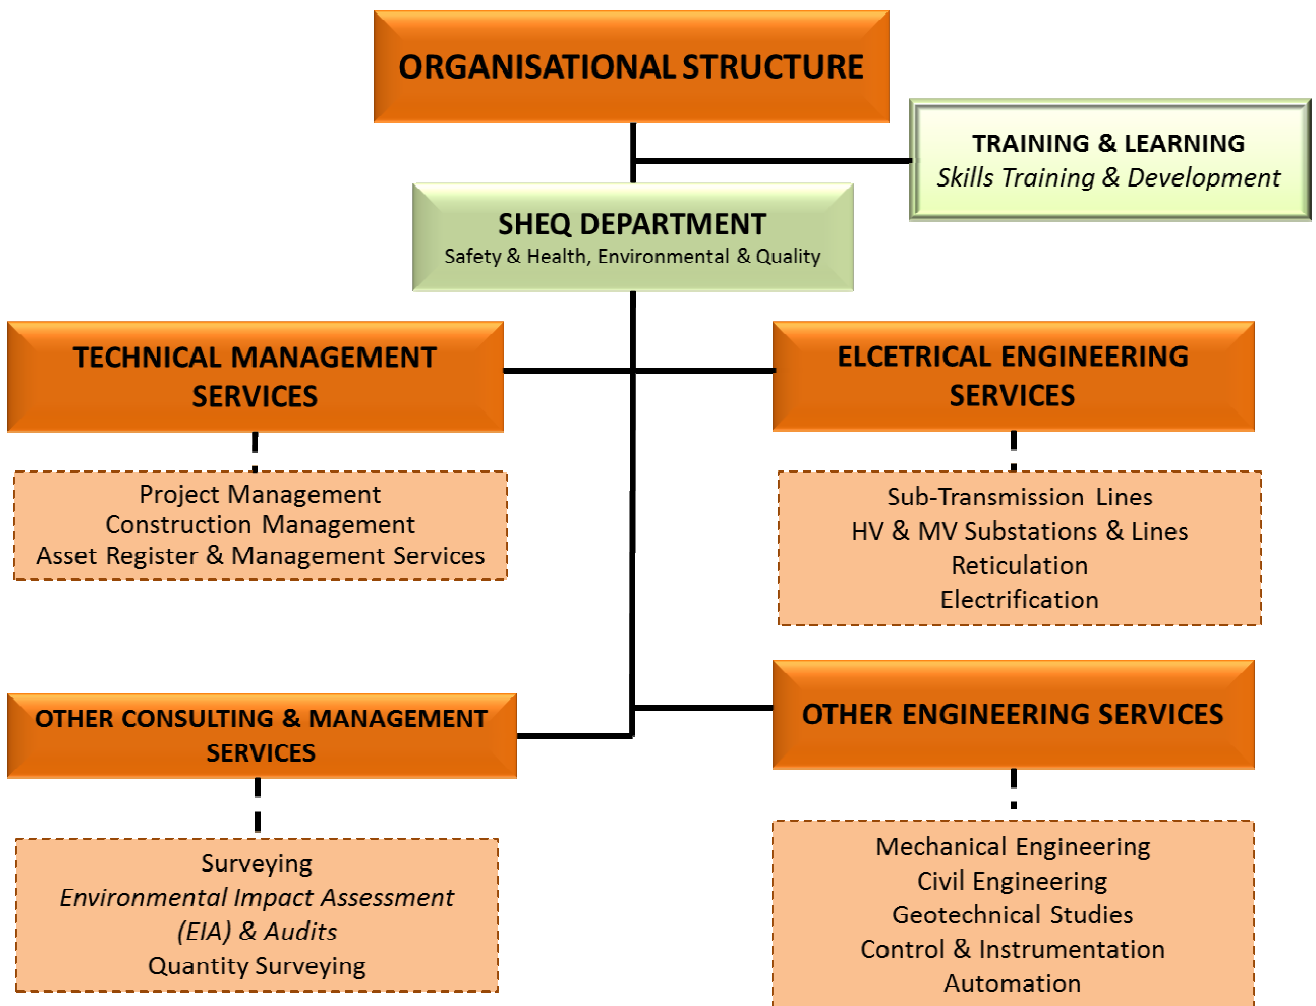 ORGANISATIONAL STRUCTURE
TRAINING & LEARNING
Skills Training & Development
SHEQ DEPARTMENT
Safety & Health, Environmental & Quality
TECHNICAL MANAGEMENT
SERVICES
Project Management
Construction Management
Asset Register & Management Services
ELCETRICAL ENGINEERING
SERVICES
Sub-Transmission Lines
HV & MV Substations & Lines
Reticulation
Electrification
OTHER CONSULTING & MANAGEMENT
SERVICES
Surveying
Environmental Impact Assessment
(EIA) & Audits
Quantity Surveying
OTHER ENGINEERING SERVICES
Mechanical Engineering
Civil Engineering
Geotechnical Studies
Control & Instrumentation
Automation